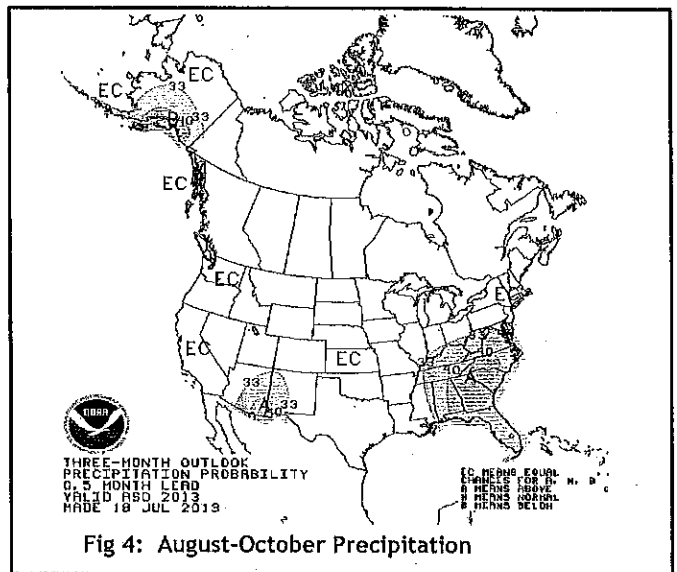 EC
EC
33
33
40
EC
EC
E
EC
33
40
33
40
A
EC
33
A
33
40
NOAA
THREE-MONTH OUTLOOK
PRECIPITATION PROBABILITY
0.5 MONTH LEAD
VALID ASO 2013
MADE 18 JUL 2013
EC MEANS EQUAL
CHANCES FOR A, N, B
A MEANS ABOVE
N MEANS NORMAL
B MEANS BELOW
Fig 4: August-October Precipitation